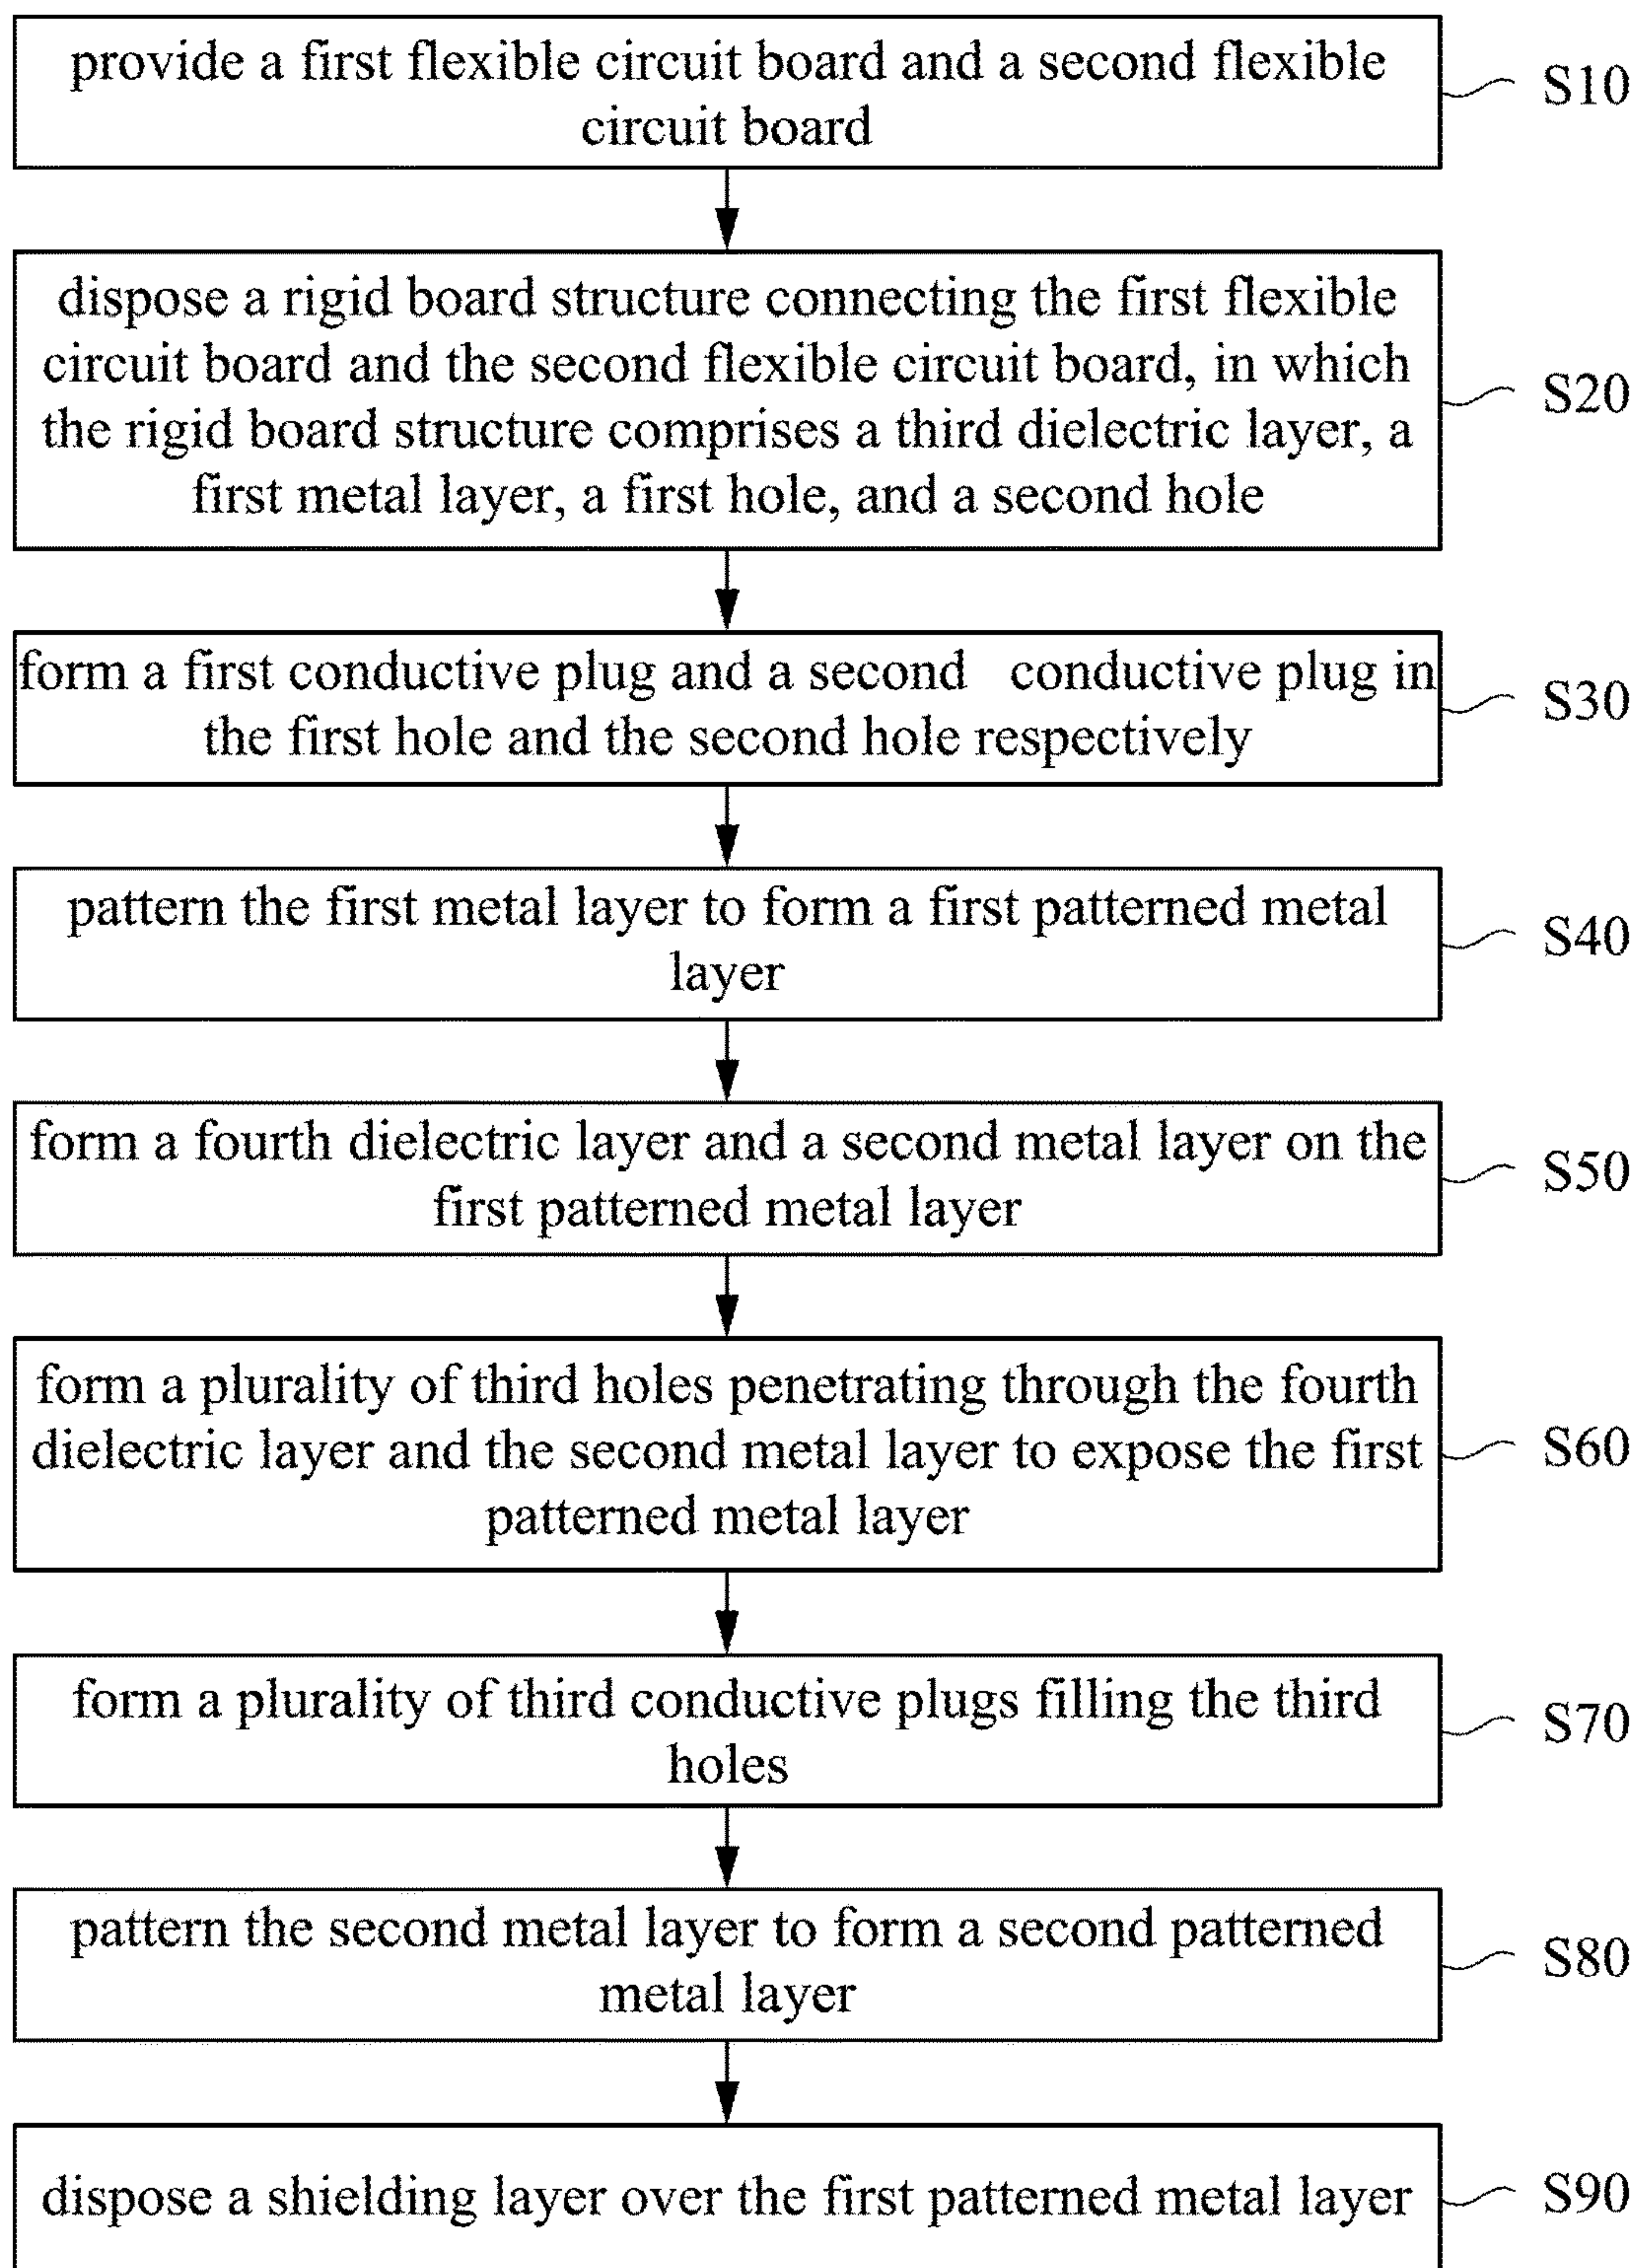 provide a first flexible circuit board and a second flexible
circuit board
S10
dispose a rigid board structure connecting the first flexible
circuit board and the second flexible circuit board, in which
the rigid board structure comprises a third dielectric layer, a
first metal layer, a first hole, and a second hole
S20
form a first conductive plug and a second conductive plug in
the first hole and the second hole respectively
S30
pattern the first metal layer to form a first patterned metal
layer
S40
form a fourth dielectric layer and a second metal layer on the
first patterned metal layer
S50
form a plurality of third holes penetrating through the fourth
dielectric layer and the second metal layer to expose the first
patterned metal layer
S60
form a plurality of third conductive plugs filling the third
holes
S70
pattern the second metal layer to form a second patterned
metal layer
S80
dispose a shielding layer over the first patterned metal layer
S90